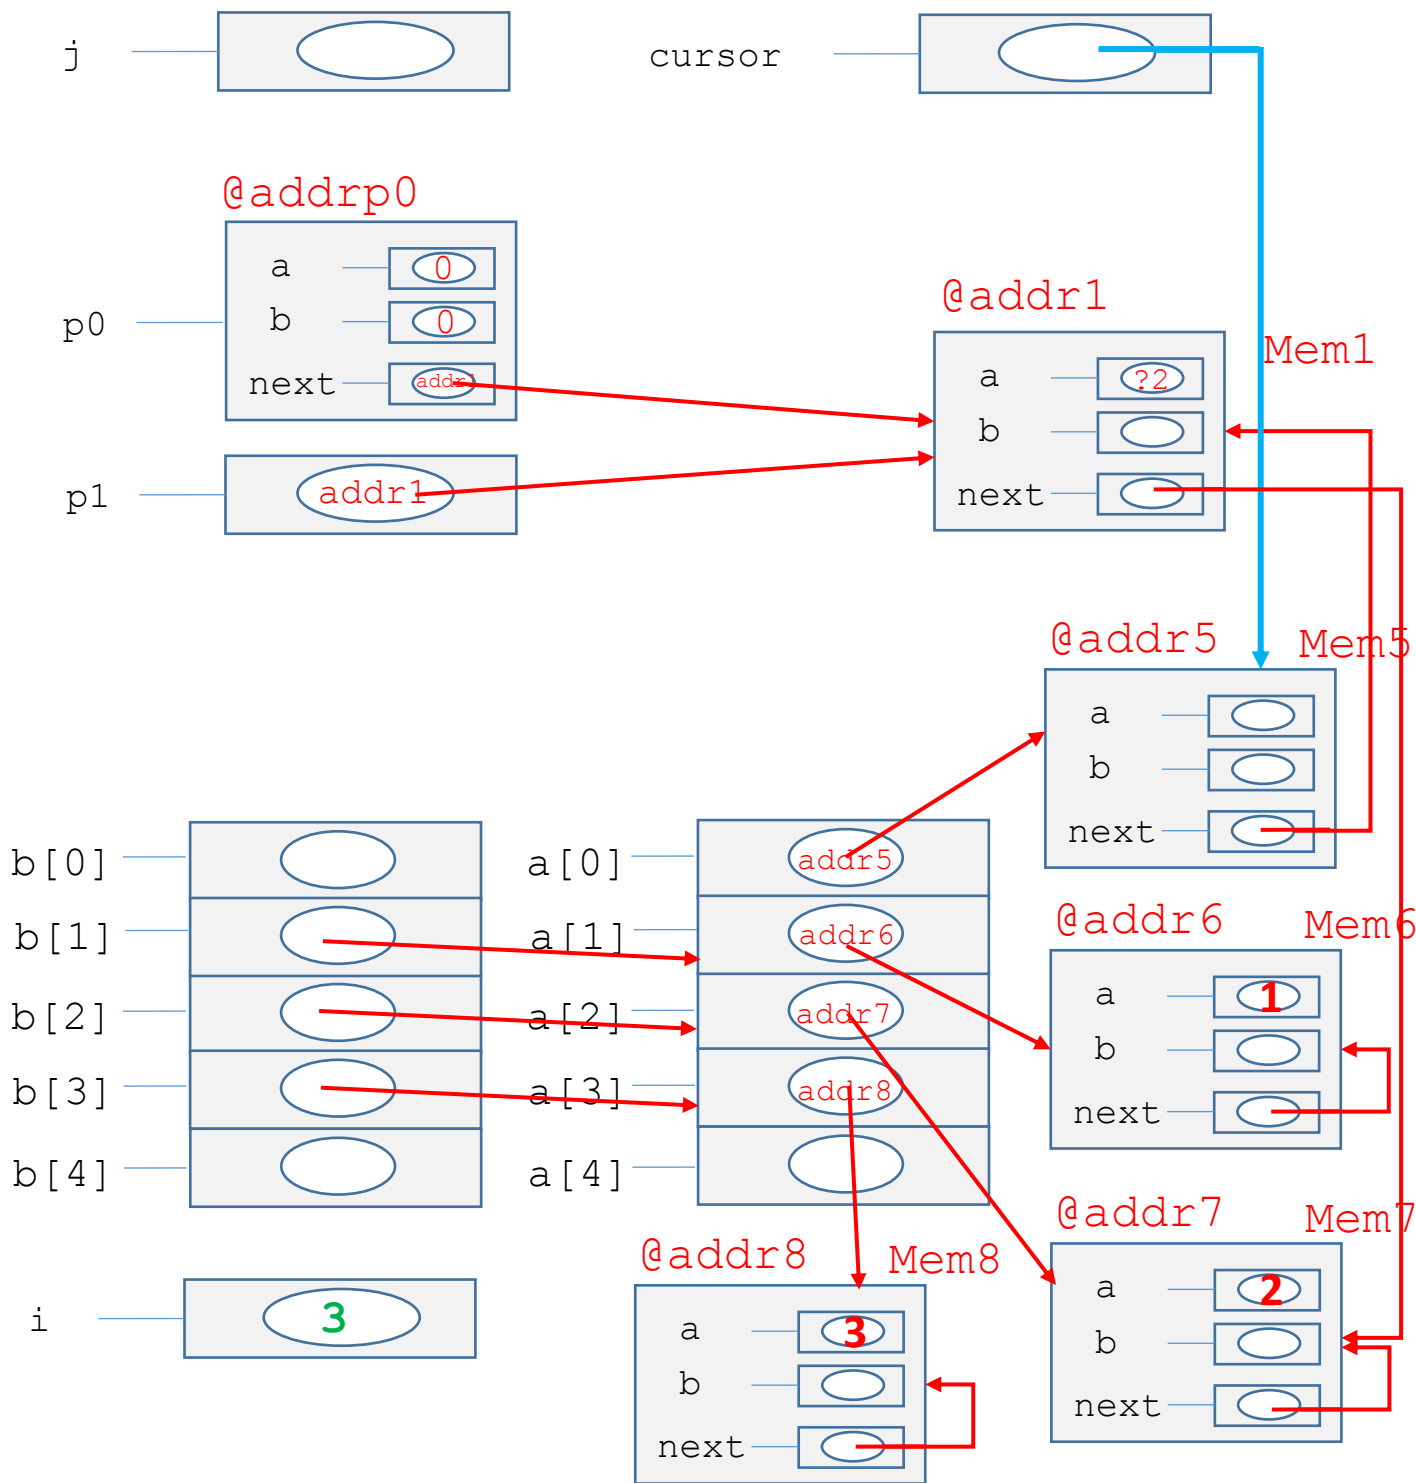 j
cursor
@addrp0
a 0
b 0
p0
next addr1
@addr1
Mem1
a ?2
b
next
p1 addr1
@addr5 Mem5
a
b
next
b[0] a[0] addr5
b[1] a[1] addr6
b[2] a[2] addr7
b[3] a[3] addr8
b[4] a[4]
@addr6 Mem6
a 1
b
next
@addr7 Mem7
a 2
b
next
@addr8 Mem8
a 3
b
next
i 3